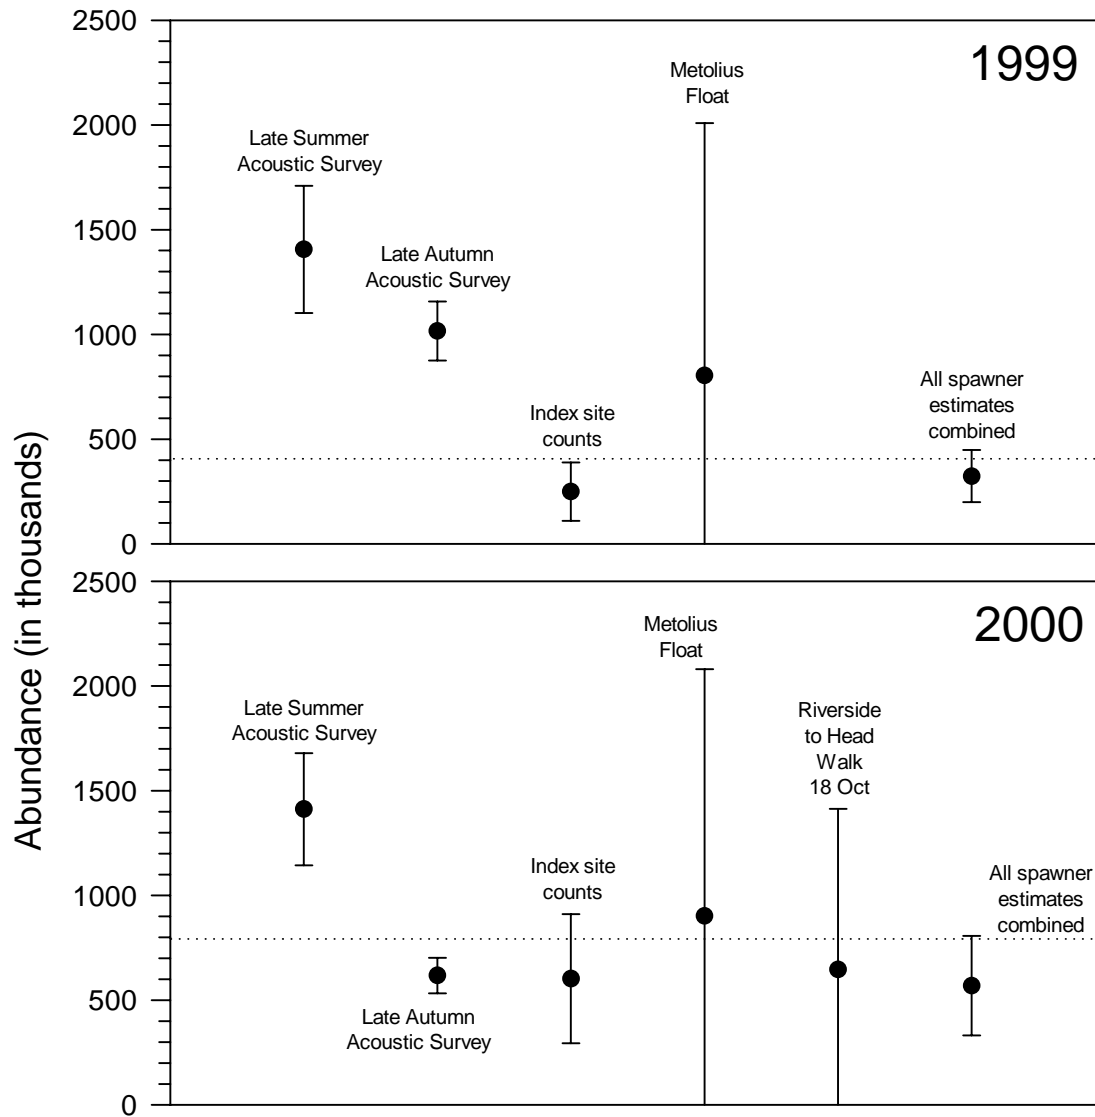 Abundance (in thousands)
1999
2500
2000
1500
1000
500
0
Late Summer
Acoustic Survey
Late Autumn
Acoustic Survey
Index site
counts
Metolius
Float
All spawner
estimates
combined
2000
2500
2000
1500
1000
500
0
Late Summer
Acoustic Survey
Late Autumn
Acoustic Survey
Index site
counts
Metolius
Float
Riverside
to Head
Walk
18 Oct
All spawner
estimates
combined